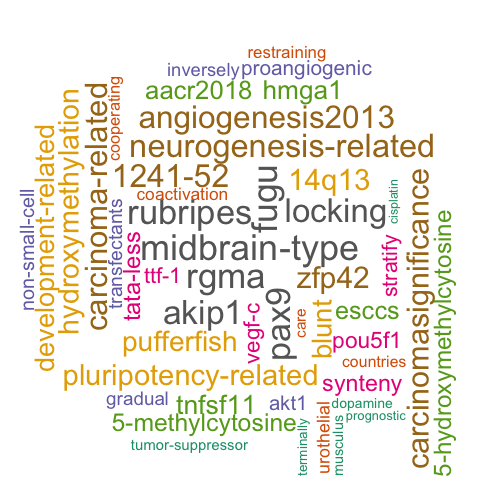 restraining
inversely
proangiogenic
aacr2018
hmga1
cooperating
angiogenesis2013
neurogenesis-related
1241-52
14q13
coactivation
cisplatin
non-small-cell
development-related
hydroxymethylation
carcinoma-related
transfectants
tata-less
rubripes
fugu
locking
midbrain-type
ttf-1
rgma
zfp42
stratify
carcinomasignificance
5-hydroxymethylcytosine
akip1
vegf-c
pax9
care
blunt
esccs
pufferfish
pou5f1
countries
pluripotency-related
synteny
gradual
tnfsf11
akt1
dopamine
prognostic
5-methylcytosine
tumor-suppressor
terminally
urothelial
musculus